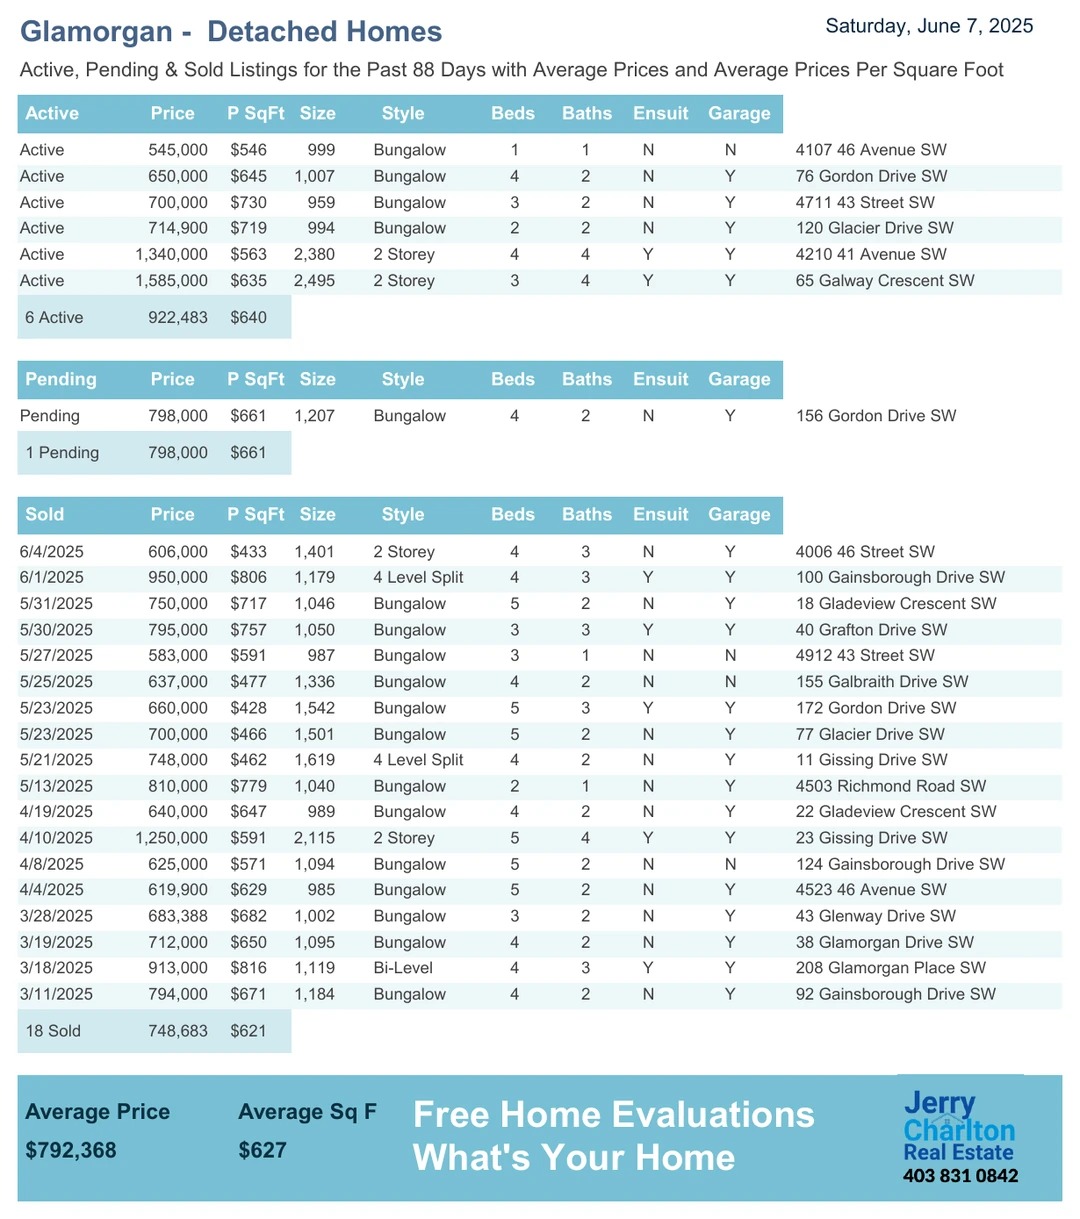 Glamorgan - Detached Homes
Saturday, June 7, 2025
Active, Pending & Sold Listings for the Past 88 Days with Average Prices and Average Prices Per Square Foot
Active Price P SqFt Size Style Beds Baths Ensuit Garage
Active 545,000 $546 999 Bungalow 1 1 N N 4107 46 Avenue SW
Active 650,000 $645 1,007 Bungalow 4 2 N Y 76 Gordon Drive SW
Active 700,000 $730 959 Bungalow 3 2 N Y 4711 43 Street SW
Active 714,900 $719 994 Bungalow 2 2 N Y 120 Glacier Drive SW
Active 1,340,000 $563 2,380 2 Storey 4 4 Y Y 4210 41 Avenue SW
Active 1,585,000 $635 2,495 2 Storey 3 4 Y Y 65 Galway Crescent SW
6 Active 922,483 $640
Pending Price P SqFt Size Style Beds Baths Ensuit Garage
Pending 798,000 $661 1,207 Bungalow 4 2 N Y 156 Gordon Drive SW
1 Pending 798,000 $661
Sold Price P SqFt Size Style Beds Baths Ensuit Garage
6/4/2025 606,000 $433 1,401 2 Storey 4 3 N Y 4006 46 Street SW
6/1/2025 950,000 $806 1,179 4 Level Split 4 3 Y Y 100 Gainsborough Drive SW
5/31/2025 750,000 $717 1,046 Bungalow 5 2 N Y 18 Gladeview Crescent SW
5/30/2025 795,000 $757 1,050 Bungalow 3 3 Y Y 40 Grafton Drive SW
5/27/2025 583,000 $591 987 Bungalow 3 1 N N 4912 43 Street SW
5/25/2025 637,000 $477 1,336 Bungalow 4 2 N N 155 Galbraith Drive SW
5/23/2025 660,000 $428 1,542 Bungalow 5 3 Y Y 172 Gordon Drive SW
5/23/2025 700,000 $466 1,501 Bungalow 5 2 N Y 77 Glacier Drive SW
5/21/2025 748,000 $462 1,619 4 Level Split 4 2 N Y 11 Gissing Drive SW
5/13/2025 810,000 $779 1,040 Bungalow 2 1 N Y 4503 Richmond Road SW
4/19/2025 640,000 $647 989 Bungalow 4 2 N Y 22 Gladeview Crescent SW
4/10/2025 1,250,000 $591 2,115 2 Storey 5 4 Y Y 23 Gissing Drive SW
4/8/2025 625,000 $571 1,094 Bungalow 5 2 N N 124 Gainsborough Drive SW
4/4/2025 619,900 $629 985 Bungalow 5 2 N Y 4523 46 Avenue SW
3/28/2025 683,388 $682 1,002 Bungalow 3 2 N Y 43 Glenway Drive SW
3/19/2025 712,000 $650 1,095 Bungalow 4 2 N Y 38 Glamorgan Drive SW
3/18/2025 913,000 $816 1,119 Bi-Level 4 3 Y Y 208 Glamorgan Place SW
3/11/2025 794,000 $671 1,184 Bungalow 4 2 N Y 92 Gainsborough Drive SW
18 Sold 748,683 $621
Average Price Average Sq F
$792,368 $627
Free Home Evaluations
What's Your Home
Jerry
Charlton
Real Estate
403 831 0842